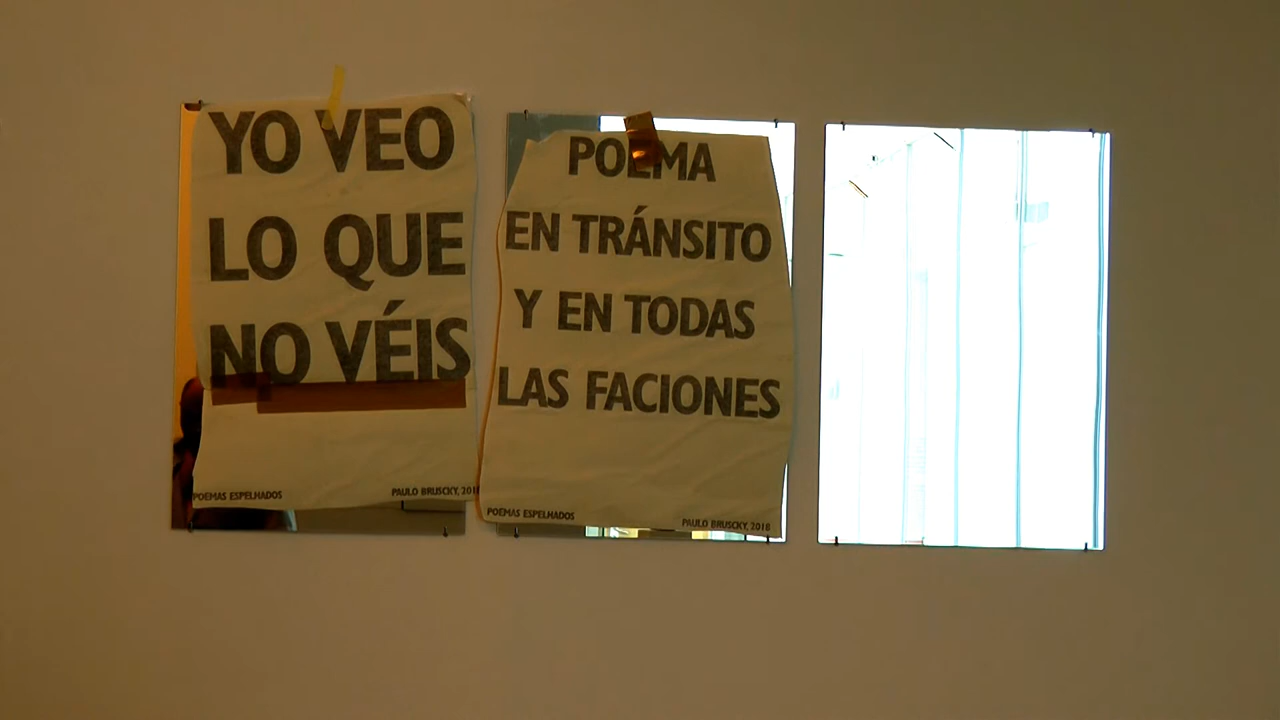 YO VEO
LO QUE
NO VÉIS
POEMAS ESPELHADOS
PAULO BRUSCKY, 2018
POEMA
EN TRÁNSITO
Y EN TODAS
LAS FACIONES
POEMAS ESPELHADOS
PAULO BRUSCKY, 2018